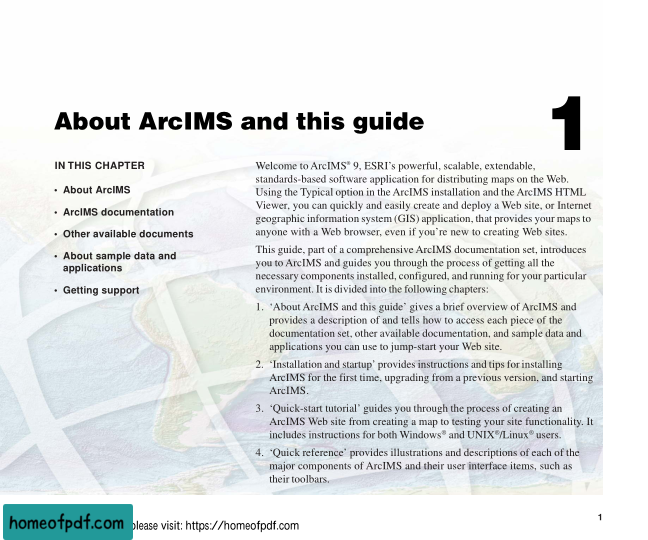 About ArcIMS and this guide
1
IN THIS CHAPTER
• About ArcIMS
• ArcIMS documentation
• Other available documents
• About sample data and
applications
• Getting support
Welcome to ArcIMS® 9, ESRI’s powerful, scalable, extendable,
standards-based software application for distributing maps on the Web.
Using the Typical option in the ArcIMS installation and the ArcIMS HTML
Viewer, you can quickly and easily create and deploy a Web site, or Internet
geographic information system (GIS) application, that provides your maps to
anyone with a Web browser, even if you’re new to creating Web sites.
This guide, part of a comprehensive ArcIMS documentation set, introduces
you to ArcIMS and guides you through the process of getting all the
necessary components installed, configured, and running for your particular
environment. It is divided into the following chapters:
1. ‘About ArcIMS and this guide’ gives a brief overview of ArcIMS and
provides a description of and tells how to access each piece of the
documentation set, other available documentation, and sample data and
applications you can use to jump-start your Web site.
2. ‘Installation and startup’ provides instructions and tips for installing
ArcIMS for the first time, upgrading from a previous version, and starting
ArcIMS.
3. ‘Quick-start tutorial’ guides you through the process of creating an
ArcIMS Web site from creating a map to testing your site functionality. It
includes instructions for both Windows® and UNIX®/Linux® users.
4. ‘Quick reference’ provides illustrations and descriptions of each of the
major components of ArcIMS and their user interface items, such as
their toolbars.
1
homeofpdf.com
please visit: https://homeofpdf.com